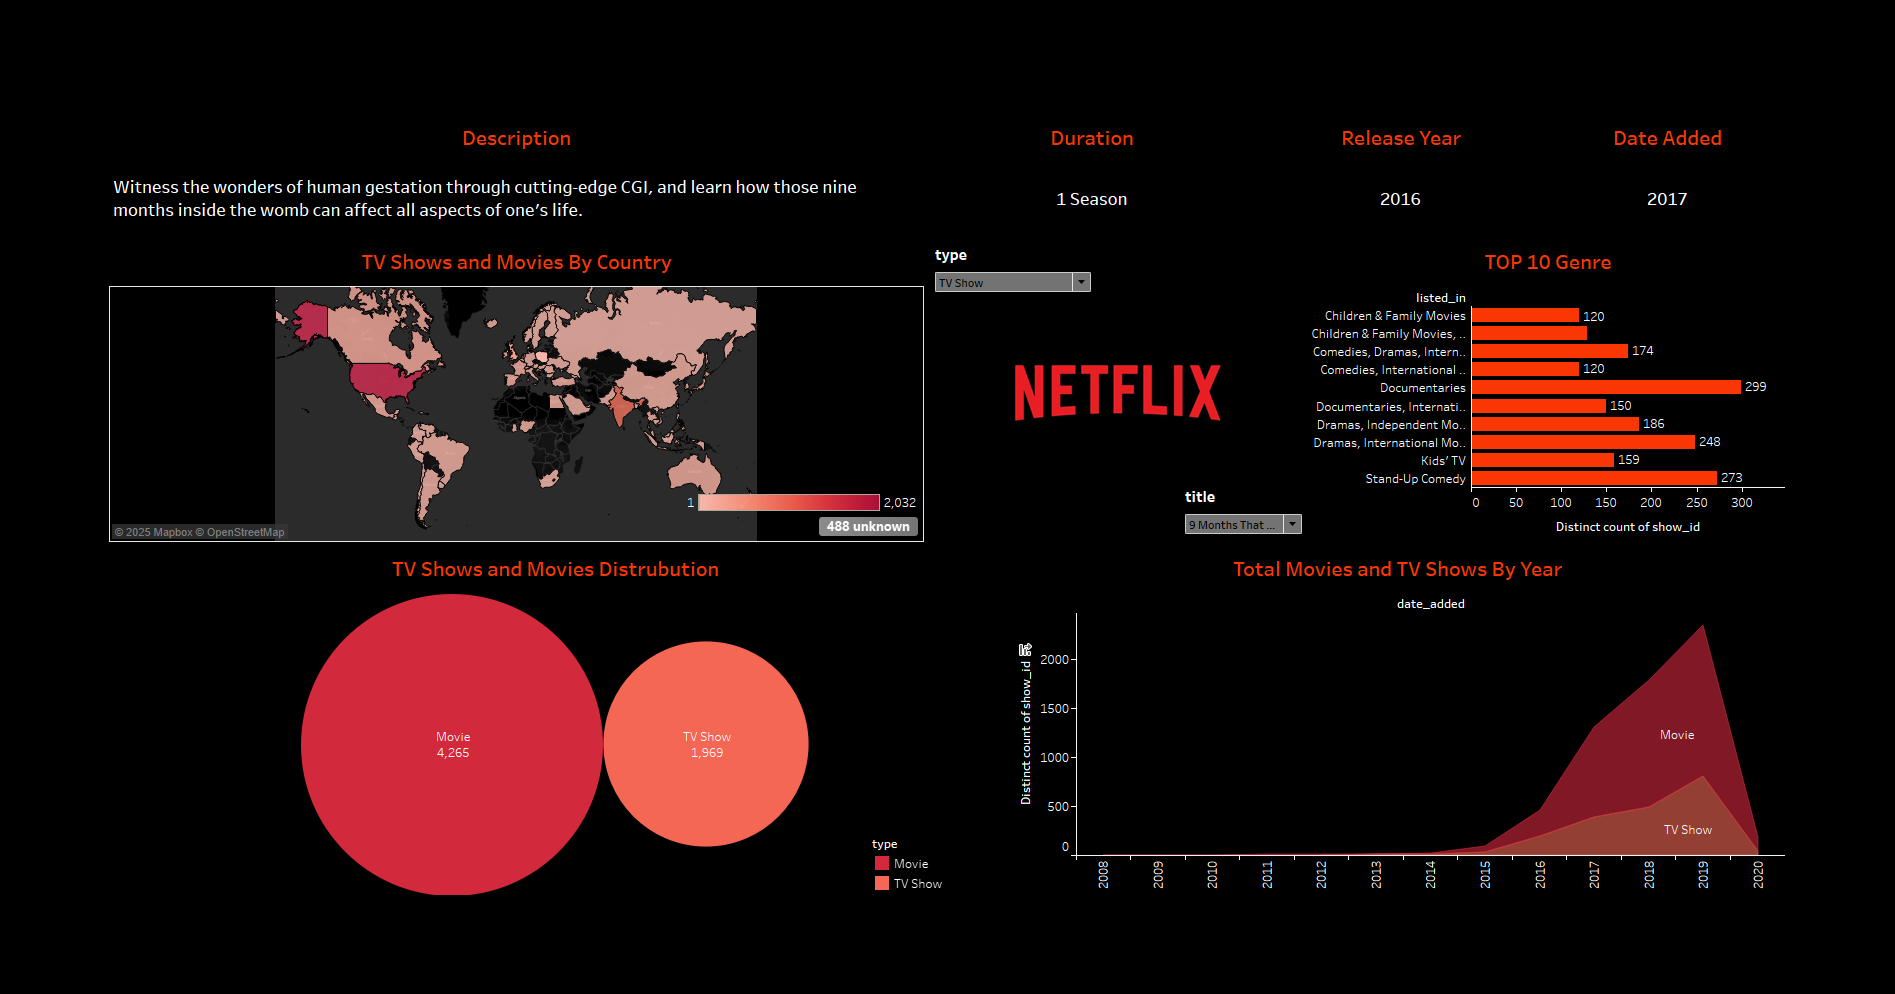 Description
Duration
Release Year
Date Added
Witness the wonders of human gestation through cutting-edge CGI, and learn how those nine
months inside the womb can affect all aspects of one’s life.
1 Season
2016
2017
TV Shows and Movies By Country
1
2,032
488 unknown
© 2025 Mapbox © OpenStreetMap
type
TV Show
NETFLIX
title
9 Months That ...
TOP 10 Genre
listed_in
Children & Family Movies
120
Children & Family Movies, ..
Comedies, Dramas, Intern..
174
Comedies, International ..
120
Documentaries
299
Documentaries, Internati..
150
Dramas, Independent Mo..
186
Dramas, International Mo..
248
Kids’ TV
159
Stand-Up Comedy
273
0 50 100 150 200 250 300
Distinct count of show_id
TV Shows and Movies Distrubution
Movie
4,265
TV Show
1,969
type
Movie
TV Show
Total Movies and TV Shows By Year
date_added
Distinct count of show_id
2000
1500
1000
500
0
Movie
TV Show
2008 2009 2010 2011 2012 2013 2014 2015 2016 2017 2018 2019 2020